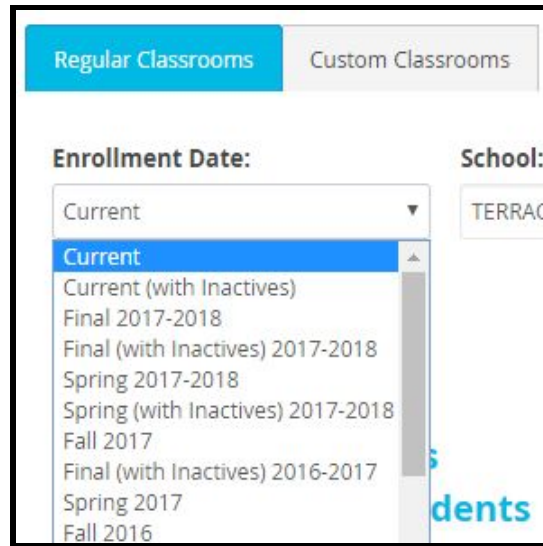 Regular Classrooms
Custom Classrooms
Enrollment Date:
School:
Current
Current
Current (with Inactives)
Final 2017-2018
Final (with Inactives) 2017-2018
Spring 2017-2018
Spring (with Inactives) 2017-2018
Fall 2017
Final (with Inactives) 2016-2017
Spring 2017
Fall 2016
dents